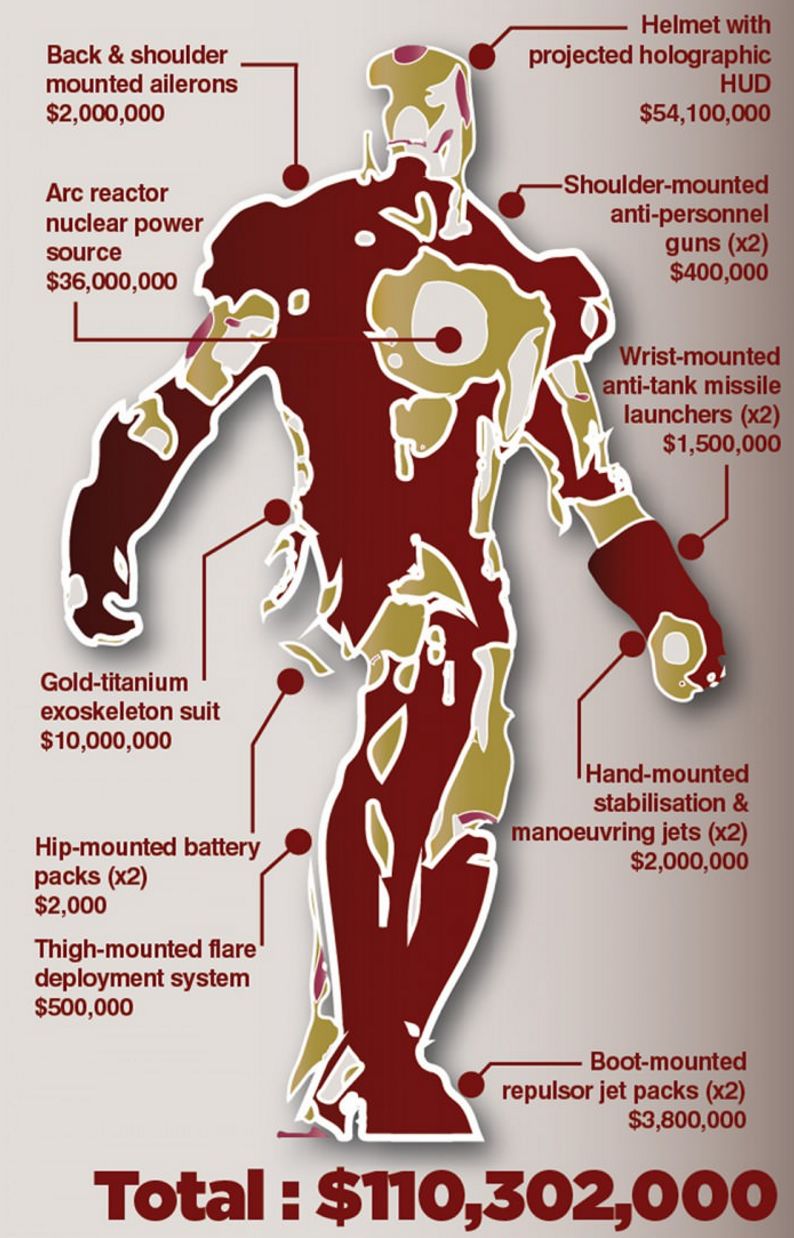 Back & shoulder
mounted ailerons
$2,000,000
Helmet with
projected holographic
HUD
$54,100,000
Arc reactor
nuclear power
source
$36,000,000
Shoulder-mounted
anti-personnel
guns (x2)
$400,000
Wrist-mounted
anti-tank missile
launchers (x2)
$1,500,000
Gold-titanium
exoskeleton suit
$10,000,000
Hand-mounted
stabilisation &
manoeuvring jets (x2)
$2,000,000
Hip-mounted battery
packs (x2)
$2,000
Thigh-mounted flare
deployment system
$500,000
Boot-mounted
repulsor jet packs (x2)
$3,800,000
Total : $110,302,000